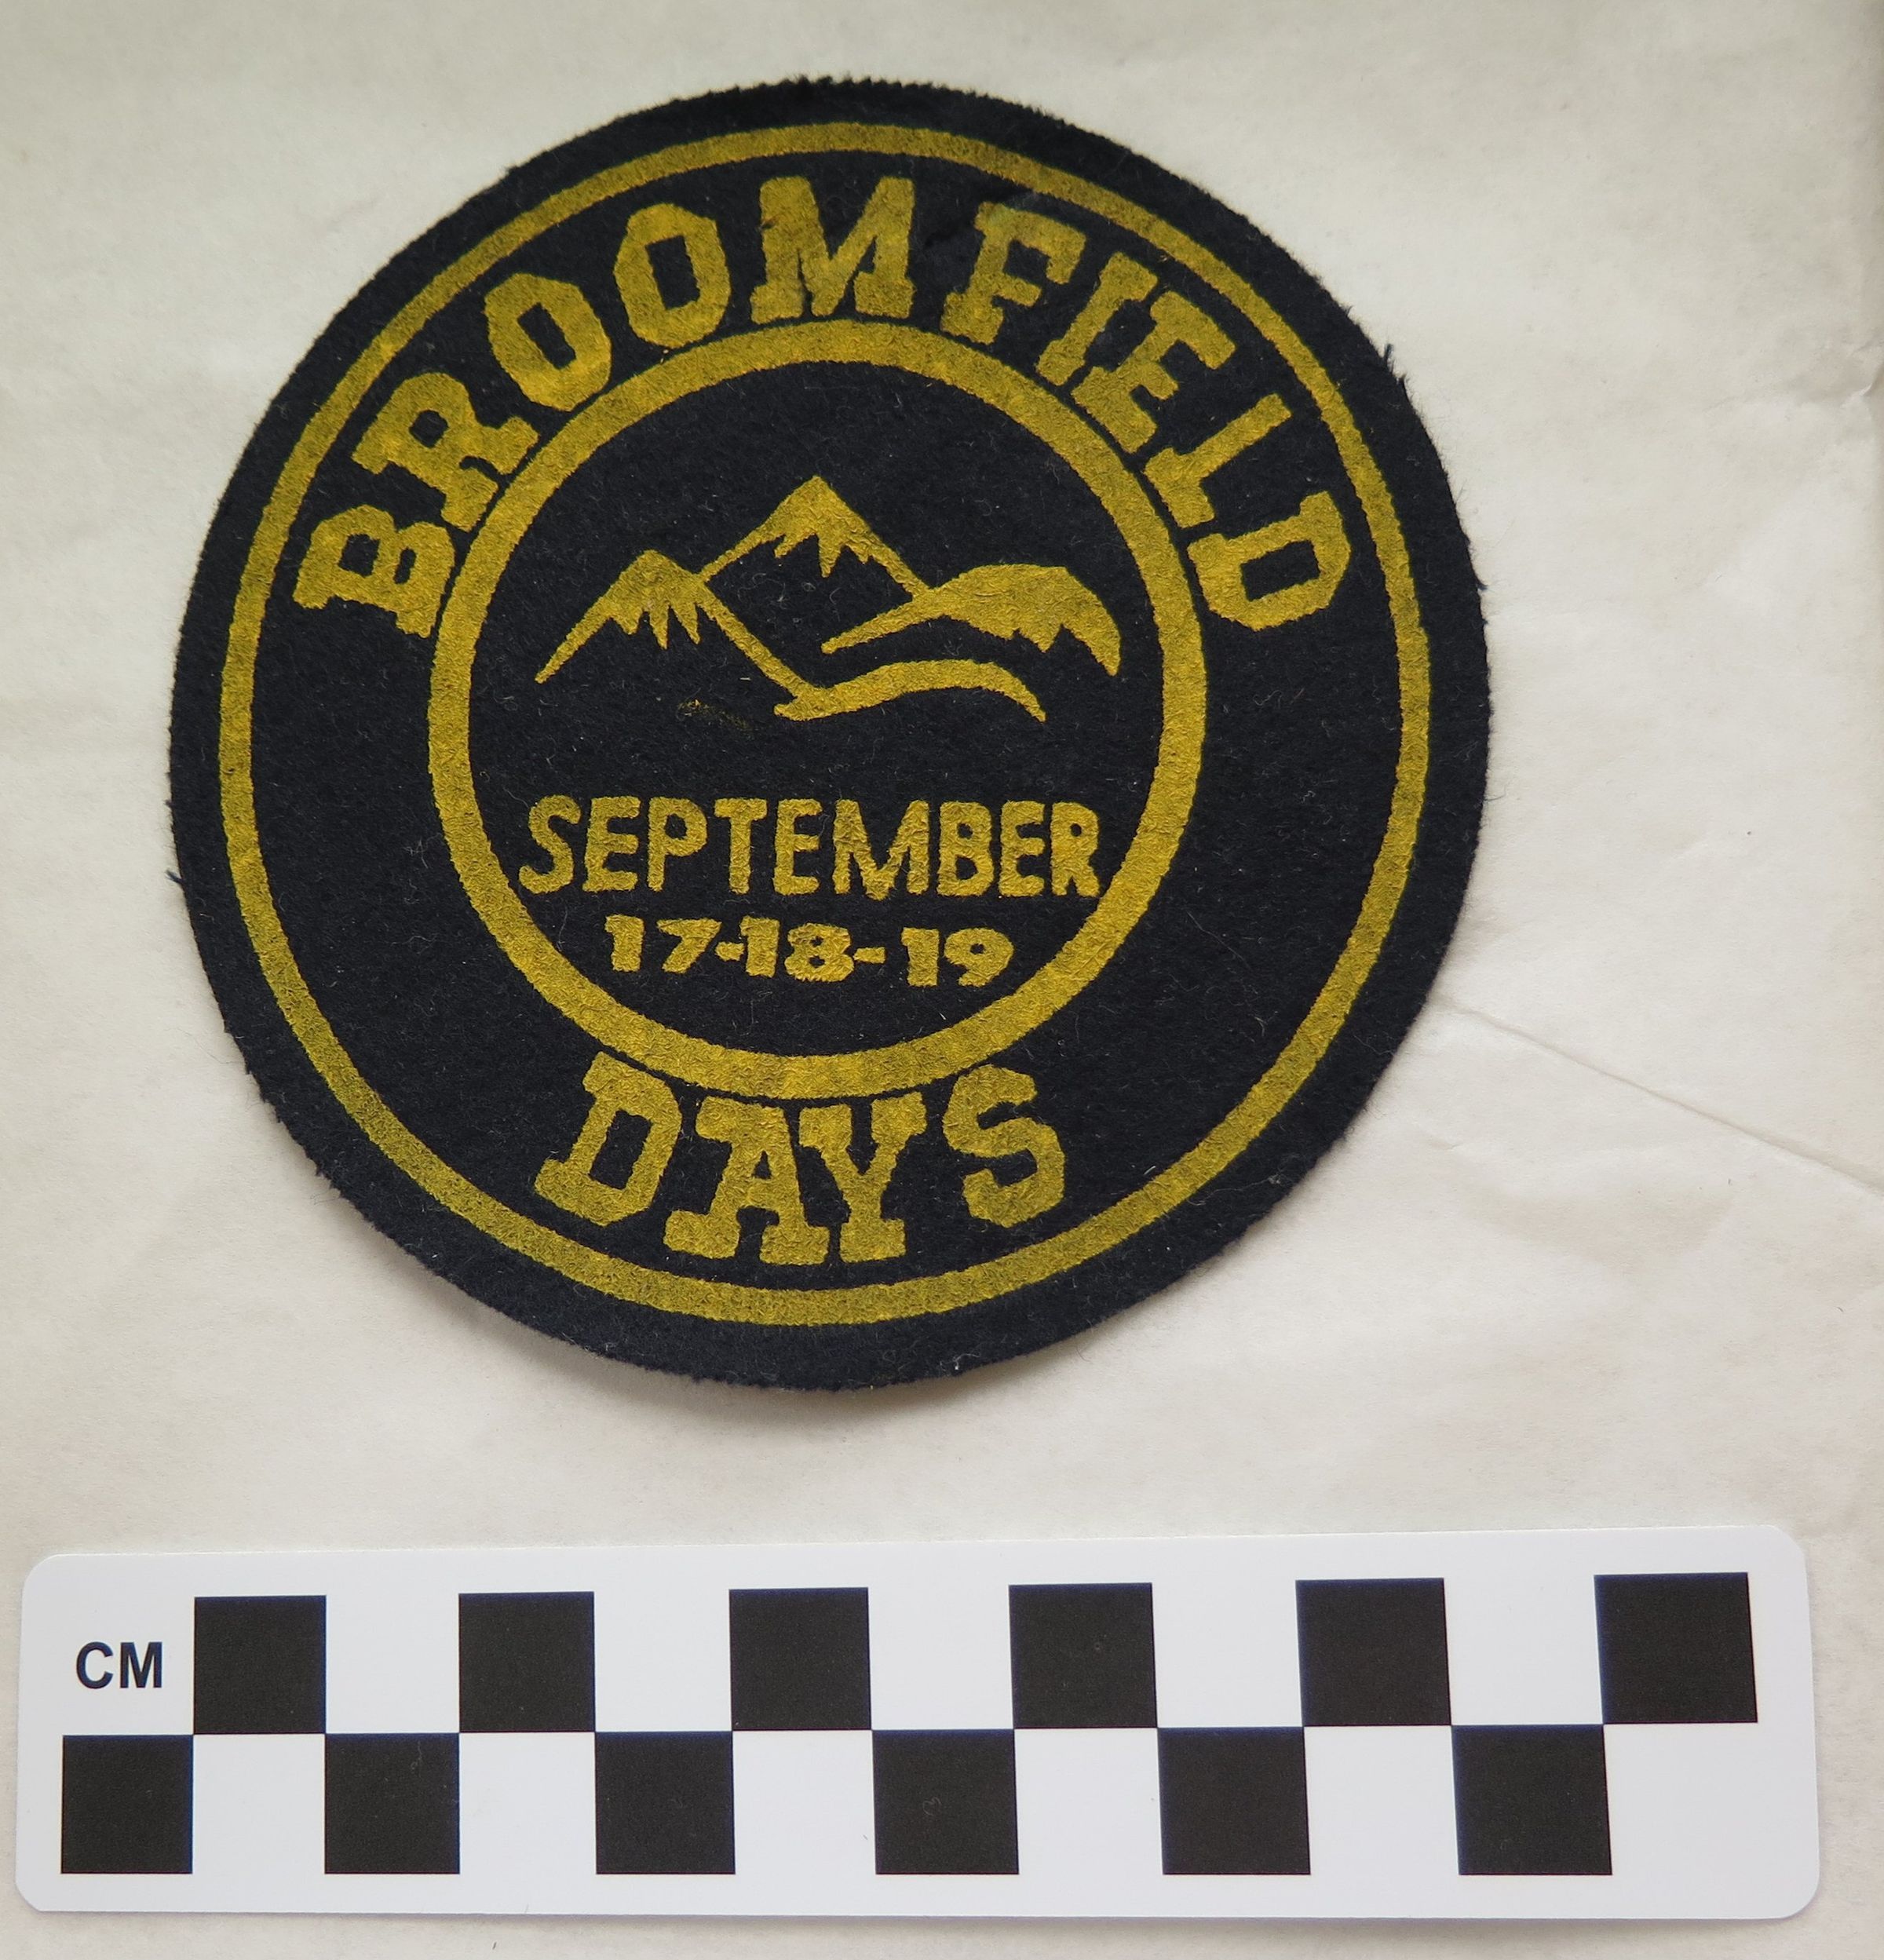 BROOMFIELD
SEPTEMBER
17-18-19
DAYS
CM